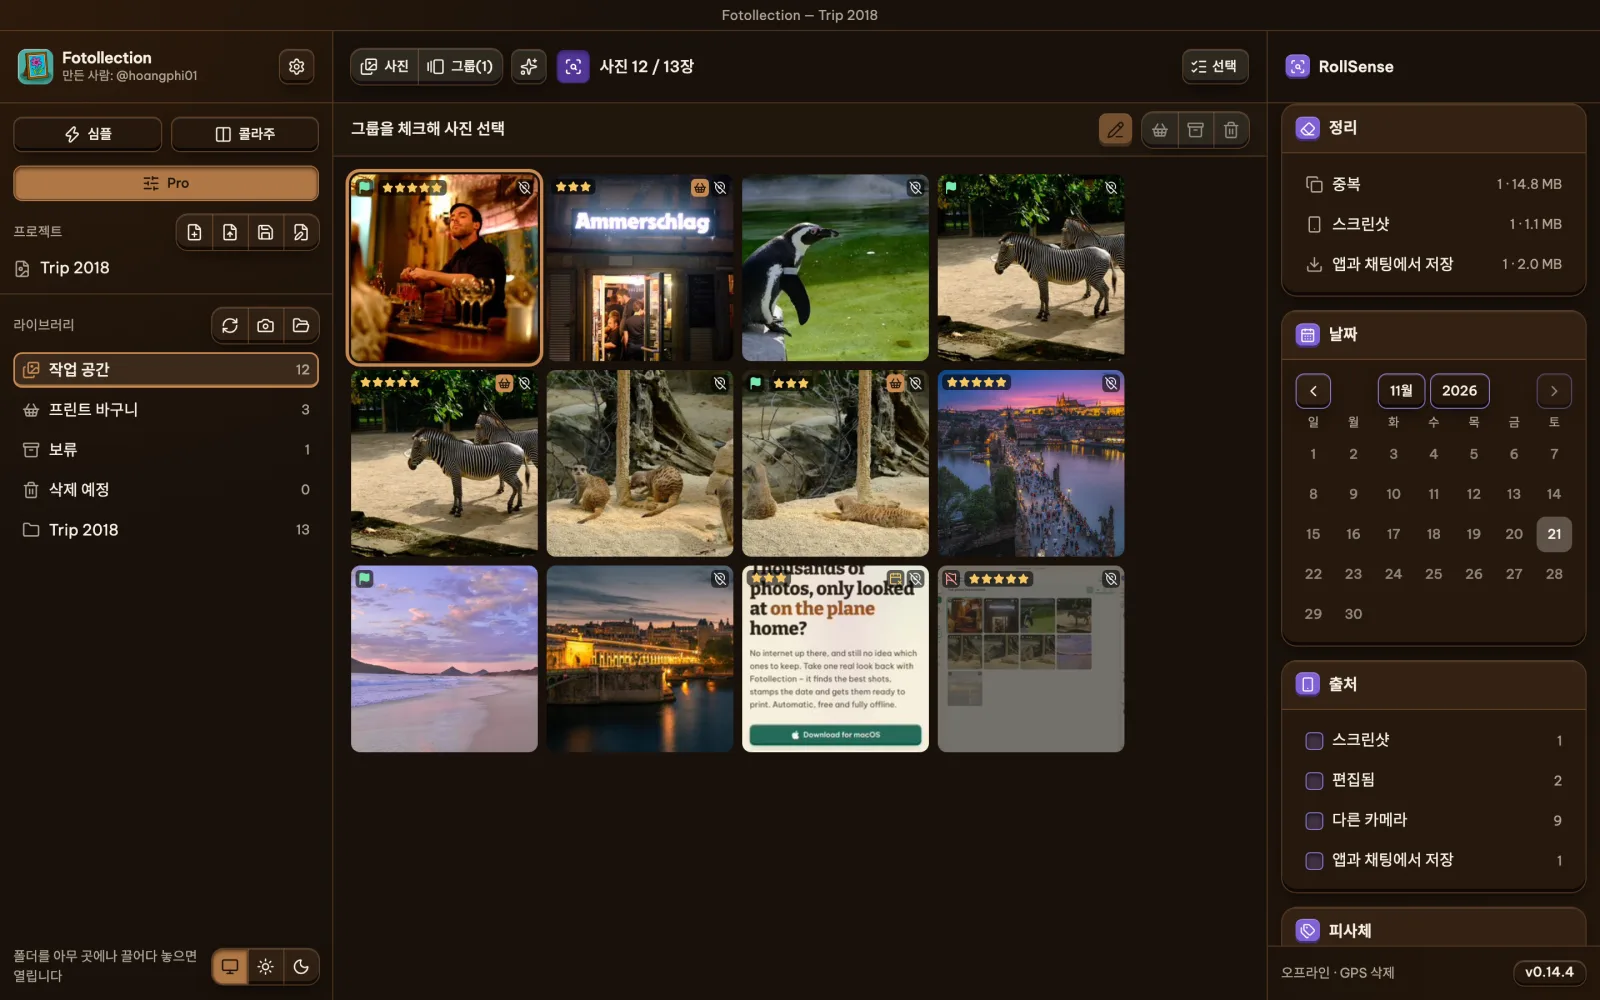 Fotollection — Trip 2018
Fotollection
만든 사람: @hoangphi01
심플
콜라주
Pro
프로젝트
Trip 2018
라이브러리
작업 공간 12
프린트 바구니 3
보류 1
삭제 예정 0
Trip 2018 13
폴더를 아무 곳에나 끌어다 놓으면
열립니다
사진
그룹(1)
사진 12 / 13장
선택
그룹을 체크해 사진 선택
Ammerschlag
Thousands of
photos, only looked
at on the plane
home?
No internet up there, and still no idea which
ones to keep. Take one real look back with
Fotollection – it finds the best shots,
stamps the date and gets them ready to
print. Automatic, free and fully offline.
Download for macOS
RollSense
정리
중복 1 · 14.8 MB
스크린샷 1 · 1.1 MB
앱과 채팅에서 저장 1 · 2.0 MB
날짜
11월 2026
일 월 화 수 목 금 토
1 2 3 4 5 6 7
8 9 10 11 12 13 14
15 16 17 18 19 20 21
22 23 24 25 26 27 28
29 30
출처
스크린샷 1
편집됨 2
다른 카메라 9
앱과 채팅에서 저장 1
피사체
오프라인 · GPS 삭제
v0.14.4